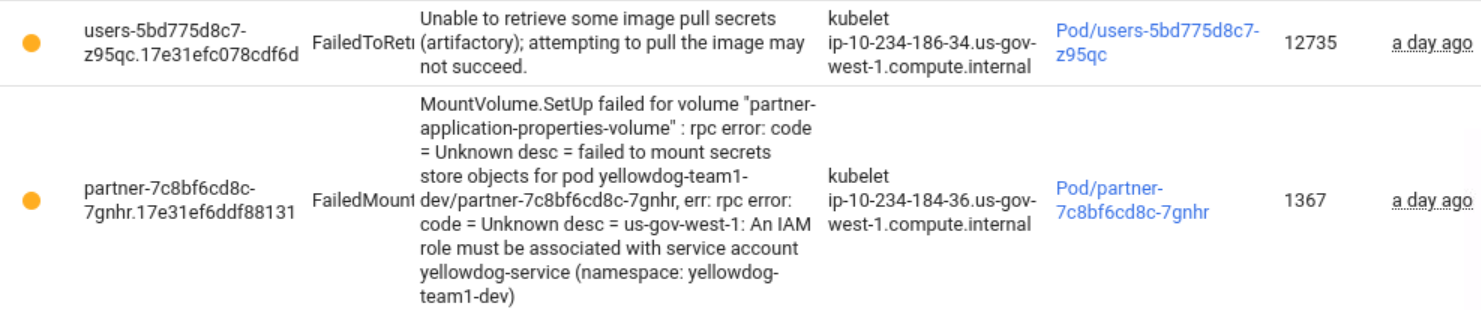 users-5bd775d8c7-
z95qc.17e31efc078cdf6d
FailedToRetr
Unable to retrieve some image pull secrets
(artifactory); attempting to pull the image may
not succeed.
kubelet
ip-10-234-186-34.us-gov-
west-1.compute.internal
Pod/users-5bd775d8c7-
z95qc
12735
a day ago
partner-7c8bf6cd8c-
7gnhr.17e31ef6ddf88131
FailedMount
MountVolume.SetUp failed for volume "partner-
application-properties-volume" : rpc error: code
= Unknown desc = failed to mount secrets
store objects for pod yellowdog-team1-
dev/partner-7c8bf6cd8c-7gnhr, err: rpc error:
code = Unknown desc = us-gov-west-1: An IAM
role must be associated with service account
yellowdog-service (namespace: yellowdog-
team1-dev)
kubelet
ip-10-234-184-36.us-gov-
west-1.compute.internal
Pod/partner-
7c8bf6cd8c-7gnhr
1367
a day ago